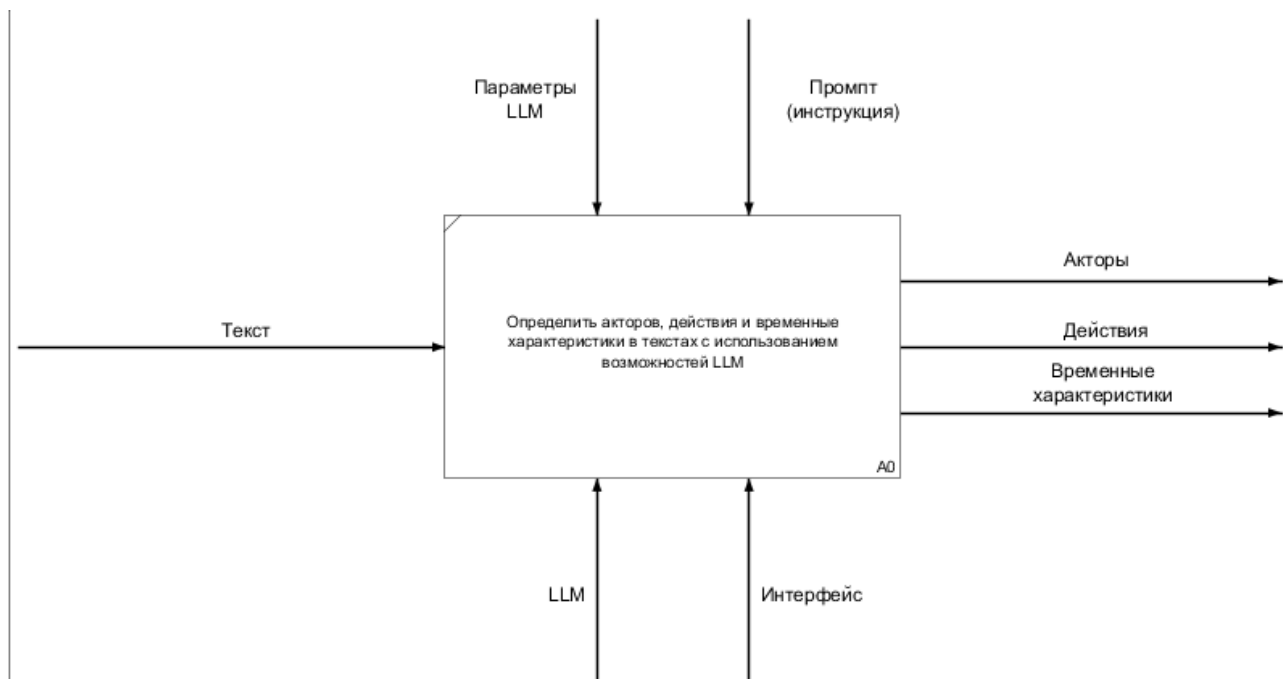 Параметры
LLM
Промпт
(инструкция)
Акторы
Текст
Определить акторов, действия и временные
характеристики в текстах с использованием
возможностей LLM
Действия
Временные
характеристики
A0
LLM
Интерфейс